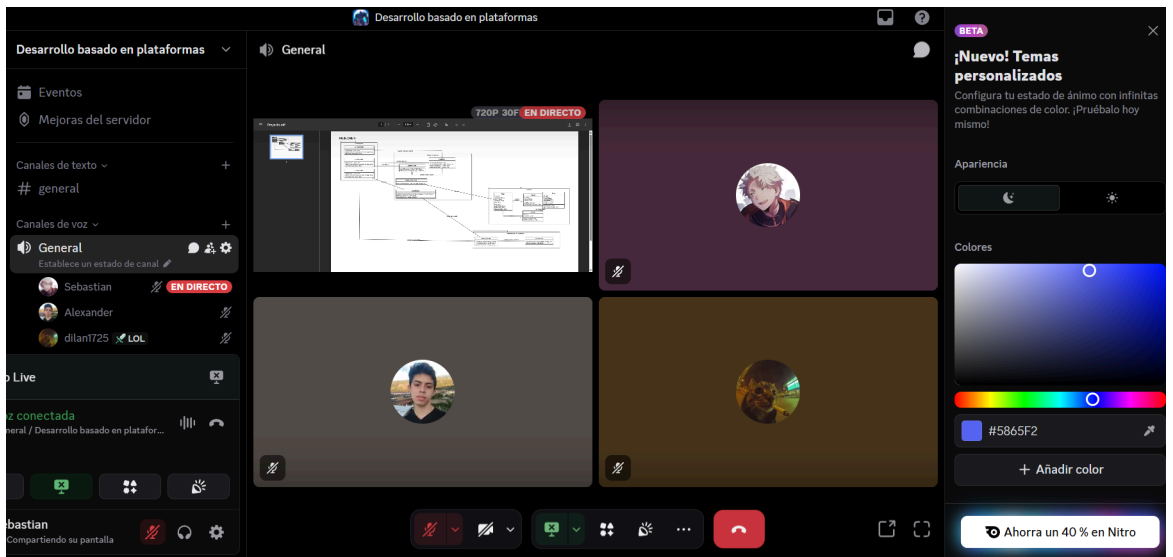 Desarrollo basado en plataformas
Desarrollo basado en plataformas
Eventos
Mejoras del servidor
Canales de texto
general
Canales de voz
General
Establece un estado de canal
Sebastian EN DIRECTO
Alexander
dilan1725 LOL
Live
z conectada
neral / Desarrollo basado en platafor...
ebastian
Compartiendo su pantalla
General
720P 30F EN DIRECTO
BETA
¡Nuevo! Temas
personalizados
Configura tu estado de ánimo con infinitas
combinaciones de color. ¡Pruébalo hoy
mismo!
Apariencia
Colores
#5865F2
+ Añadir color
Ahorra un 40 % en Nitro